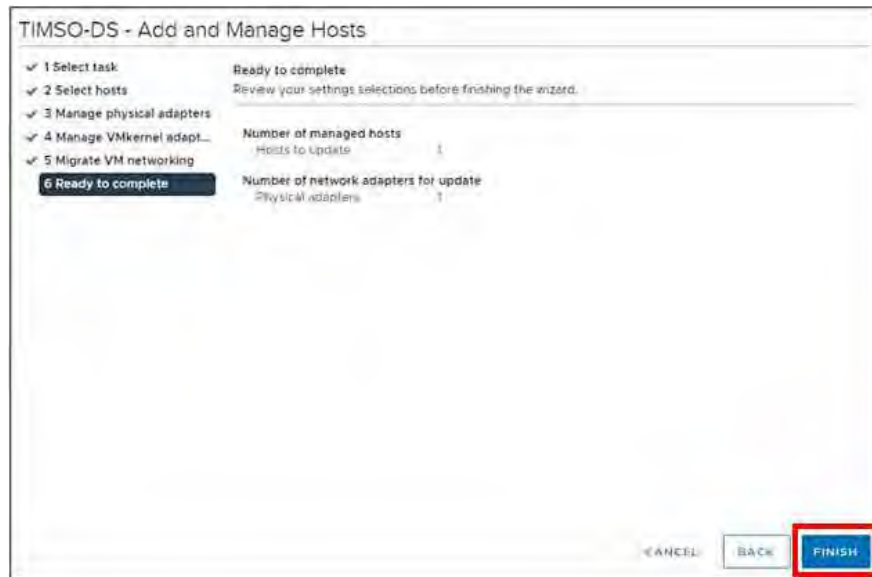 TIMSO-DS - Add and Manage Hosts
✓ 1 Select task
✓ 2 Select hosts
✓ 3 Manage physical adapters
✓ 4 Manage VMkernel adapt...
✓ 5 Migrate VM networking
6 Ready to complete
Ready to complete
Review your settings selections before finishing the wizard.
Number of managed hosts
Hosts to update 1
Number of network adapters for update
Physical adapters 1
CANCEL BACK FINISH